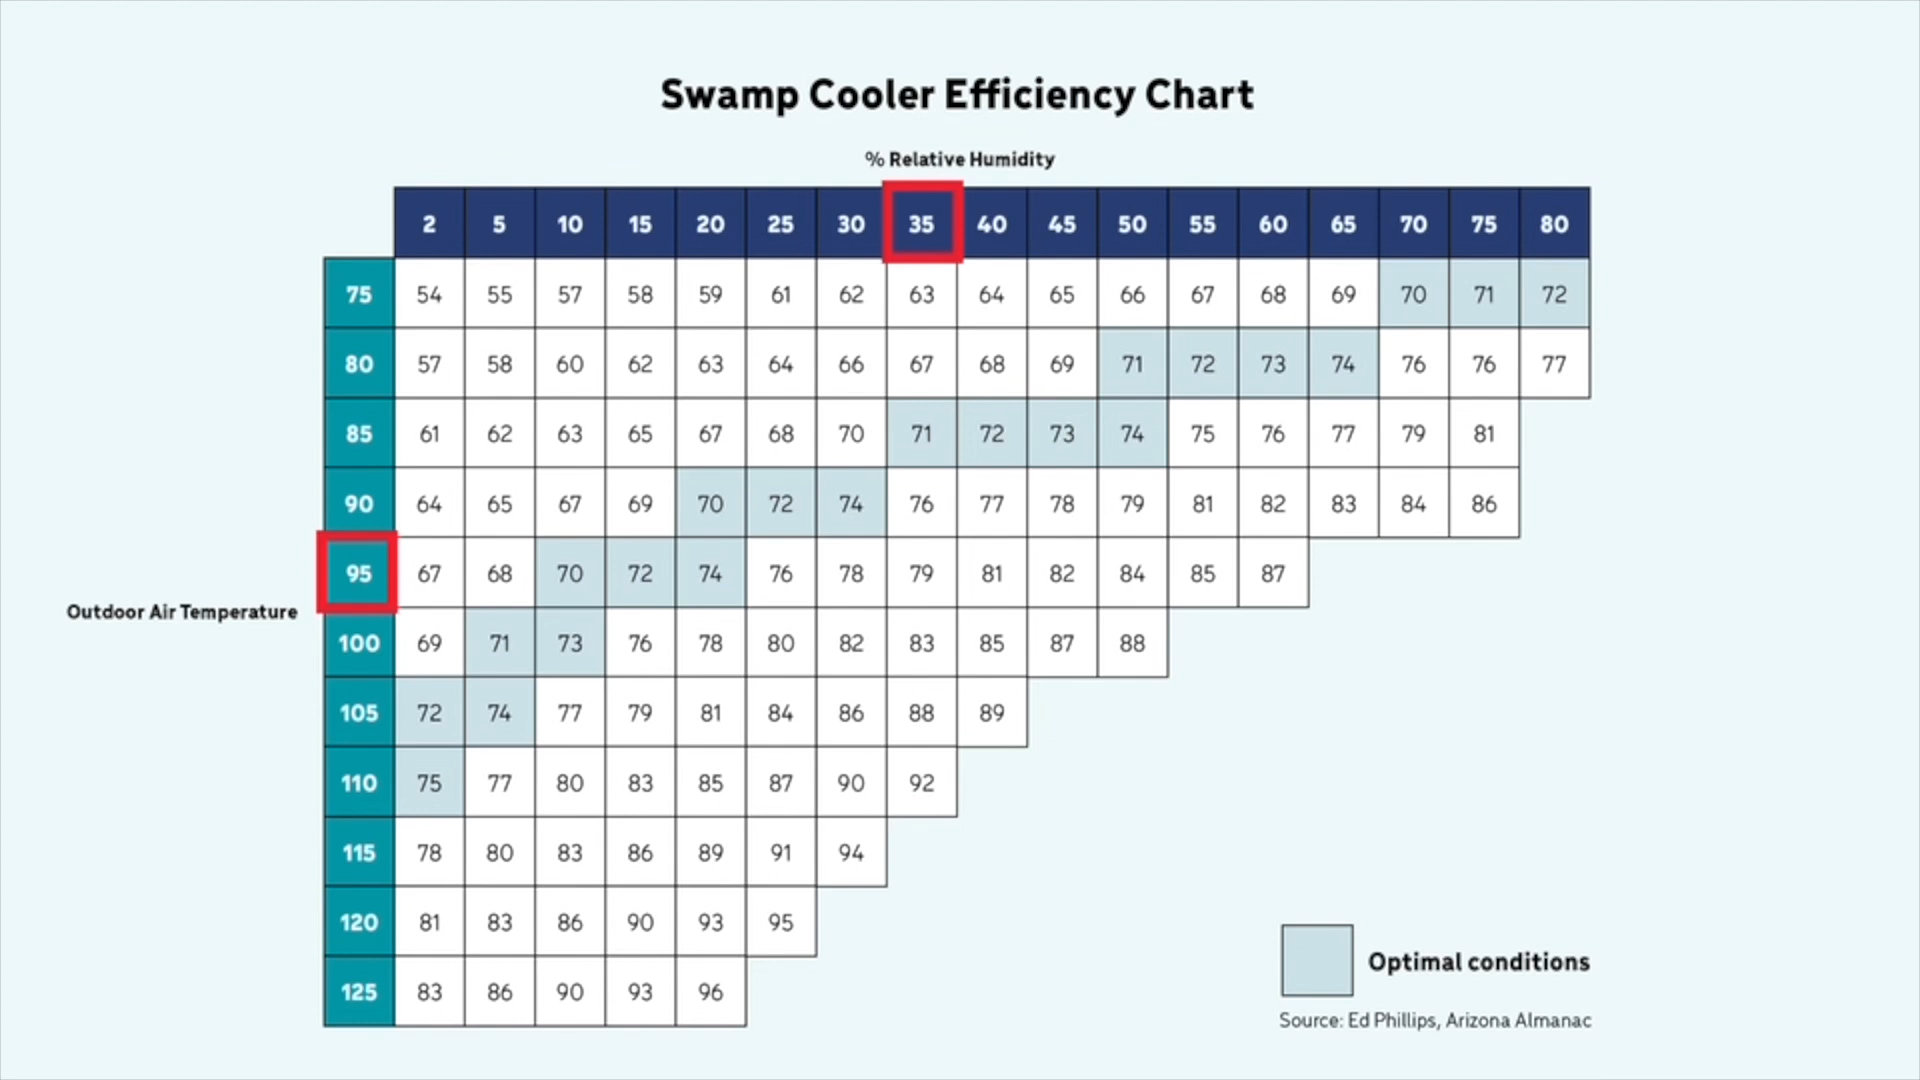 Swamp Cooler Efficiency Chart
% Relative Humidity
2 5 10 15 20 25 30 35 40 45 50 55 60 65 70 75 80
75 54 55 57 58 59 61 62 63 64 65 66 67 68 69 70 71 72
80 57 58 60 62 63 64 66 67 68 69 71 72 73 74 76 76 77
85 61 62 63 65 67 68 70 71 72 73 74 75 76 77 79 81
90 64 65 67 69 70 72 74 76 77 78 79 81 82 83 84 86
95 67 68 70 72 74 76 78 79 81 82 84 85 87
Outdoor Air Temperature
100 69 71 73 76 78 80 82 83 85 87 88
105 72 74 77 79 81 84 86 88 89
110 75 77 80 83 85 87 90 92
115 78 80 83 86 89 91 94
120 81 83 86 90 93 95
125 83 86 90 93 96
Optimal conditions
Source: Ed Phillips, Arizona Almanac